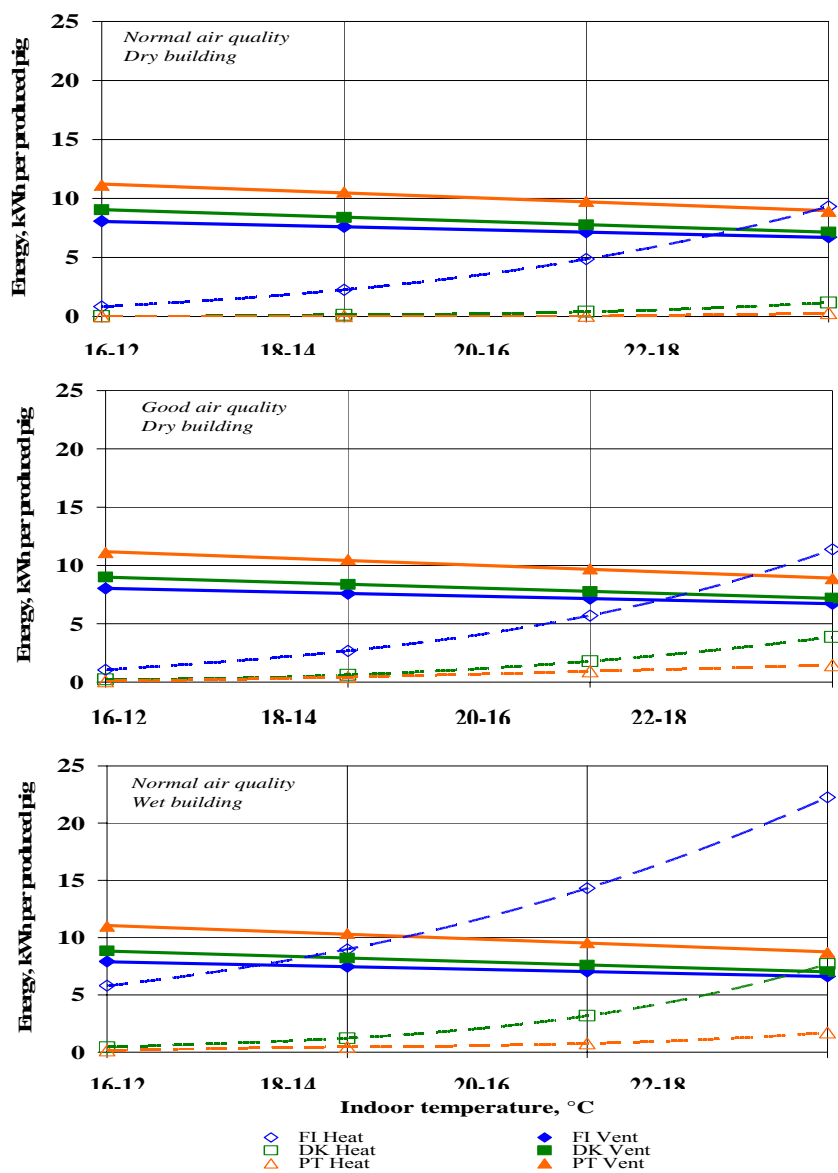 25
Normal air quality
Dry building
20
15
10
5
0
Energy, kWh per produced pig
16-12 18-14 20-16 22-18
25
Good air quality
Dry building
20
15
10
5
0
Energy, kWh per produced pig
16-12 18-14 20-16 22-18
25
Normal air quality
Wet building
20
15
10
5
0
Energy, kWh per produced pig
16-12 18-14 20-16 22-18
Indoor temperature, °C
FI Heat FI Vent
DK Heat DK Vent
PT Heat PT Vent